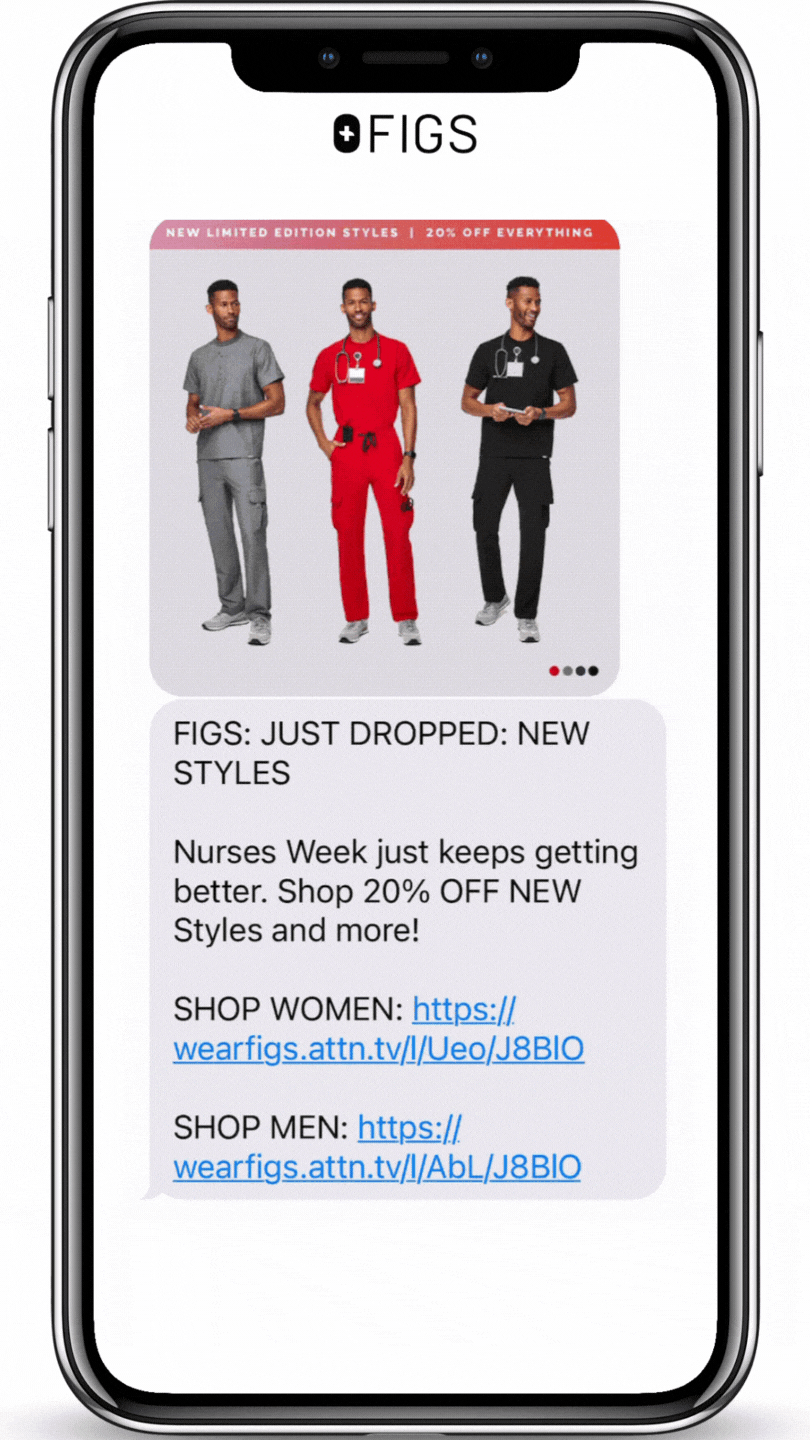 FIGS
NEW LIMITED EDITION STYLES | 20% OFF EVERYTHING
FIGS: JUST DROPPED: NEW
STYLES
Nurses Week just keeps getting
better. Shop 20% OFF NEW
Styles and more!
SHOP WOMEN: https://
wearfigs.attn.tv/l/Ueo/J8BlO
SHOP MEN: https://
wearfigs.attn.tv/l/AbL/J8BlO